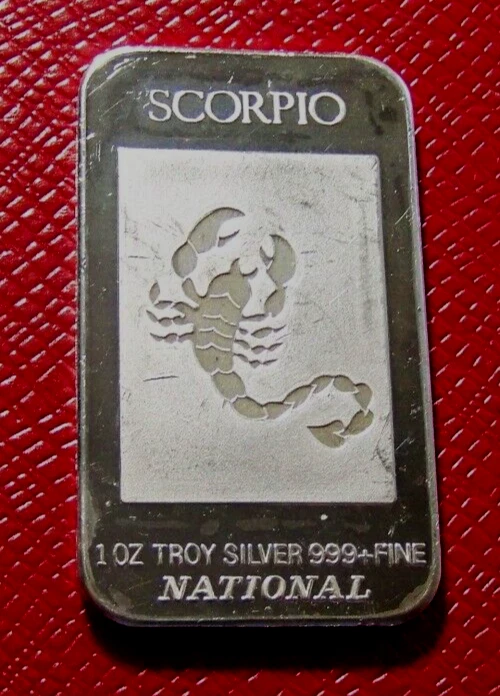 SCORPIO
1 OZ TROY SILVER 999+FINE
NATIONAL